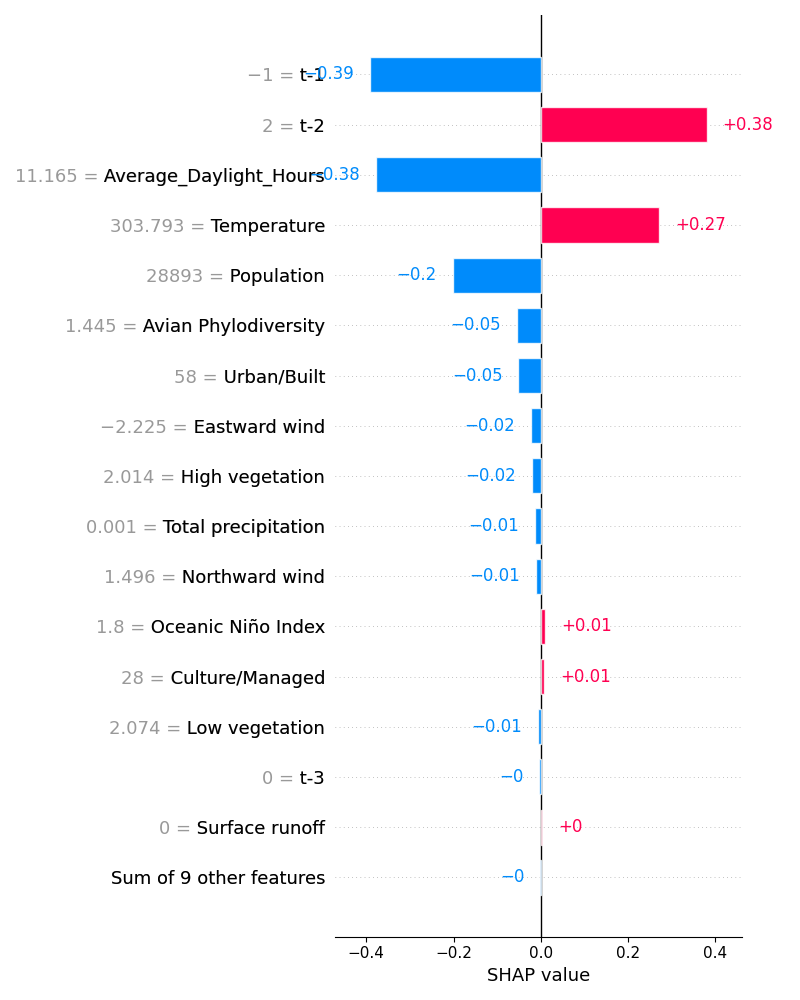 −1 = t-1 −0.39
2 = t-2 +0.38
11.165 = Average_Daylight_Hours −0.38
303.793 = Temperature +0.27
28893 = Population −0.2
1.445 = Avian Phylodiversity −0.05
58 = Urban/Built −0.05
−2.225 = Eastward wind −0.02
2.014 = High vegetation −0.02
0.001 = Total precipitation −0.01
1.496 = Northward wind −0.01
1.8 = Oceanic Niño Index +0.01
28 = Culture/Managed +0.01
2.074 = Low vegetation −0.01
0 = t-3 −0
0 = Surface runoff +0
Sum of 9 other features −0
−0.4 −0.2 0.0 0.2 0.4
SHAP value